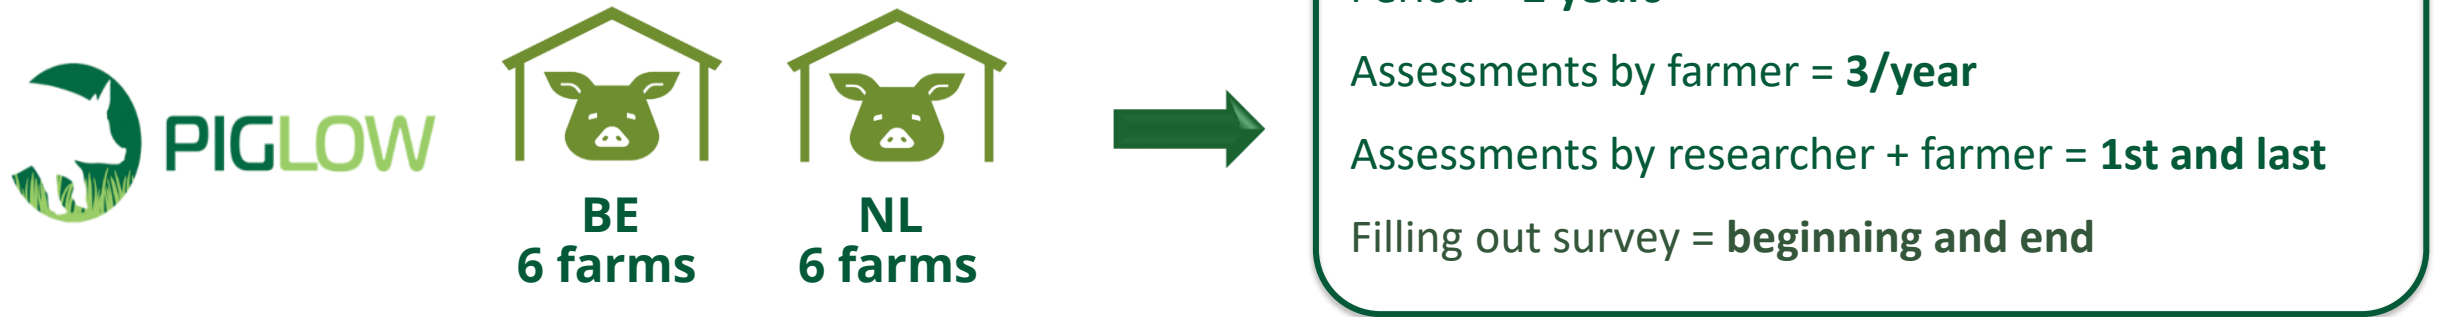 PIGLOW
BE
6 farms
NL
6 farms
Assessments by farmer = 3/year
Assessments by researcher + farmer = 1st and last
Filling out survey = beginning and end